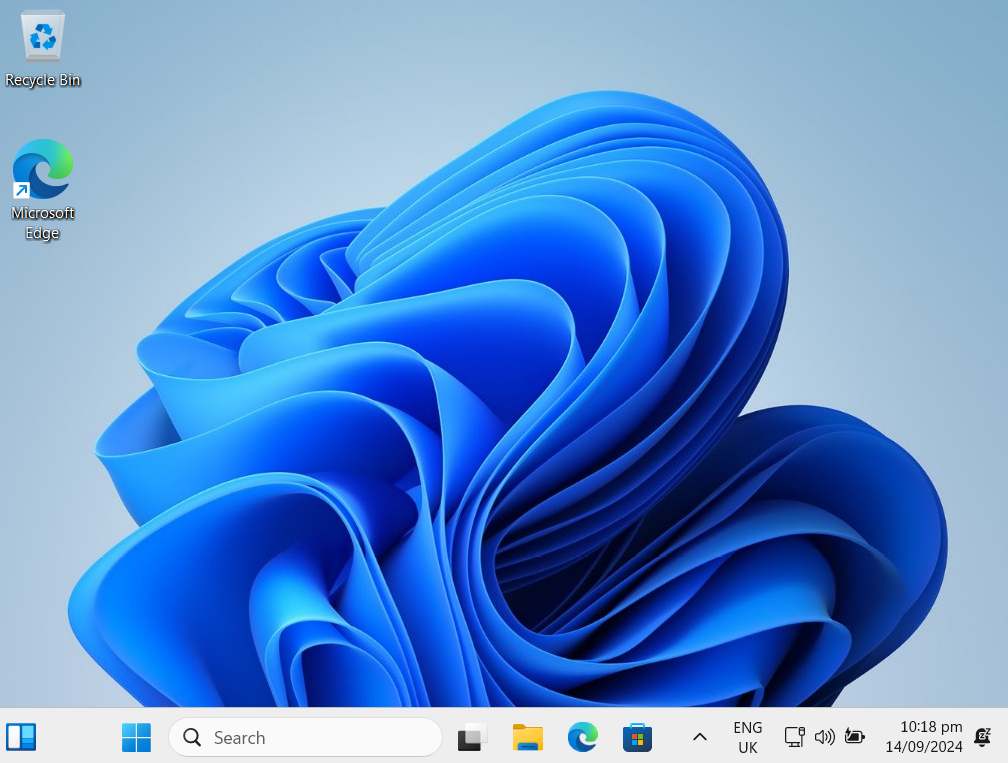 Recycle Bin
Microsoft
Edge
Search
ENG
UK
10:18 pm
14/09/2024